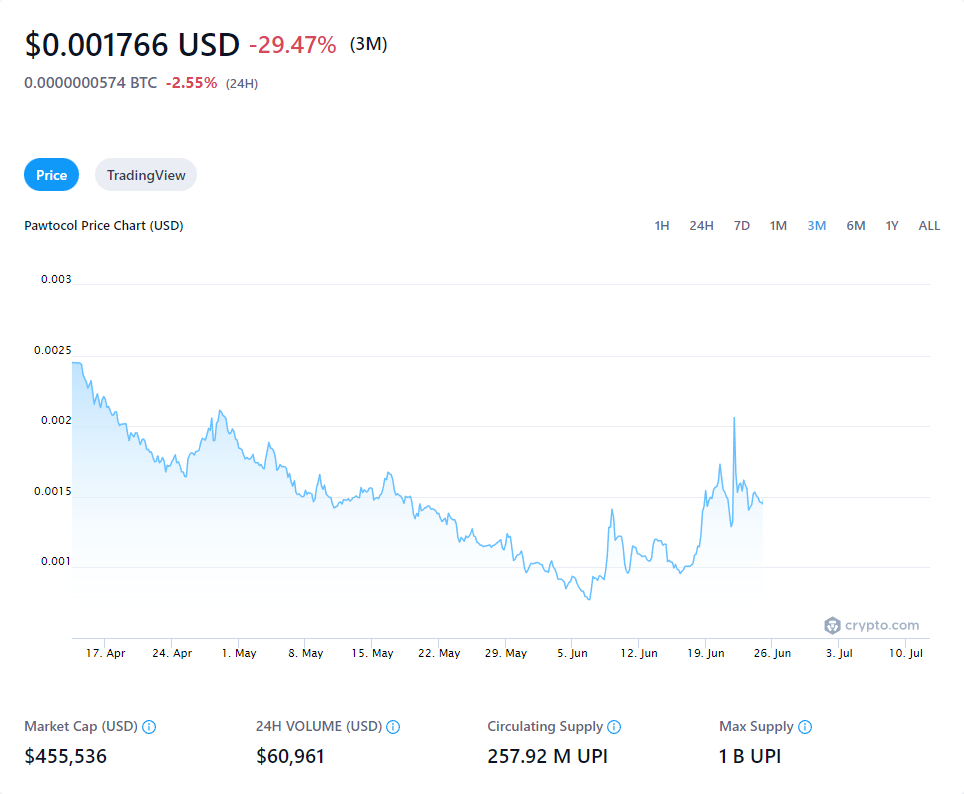 $0.001766 USD -29.47% (3M)
0.0000000574 BTC -2.55% (24H)
Price TradingView
Pawtocol Price Chart (USD) 1H 24H 7D 1M 3M 6M 1Y ALL
0.003
0.0025
0.002
0.0015
0.001
crypto.com
17. Apr 24. Apr 1. May 8. May 15. May 22. May 29. May 5. Jun 12. Jun 19. Jun 26. Jun 3. Jul 10. Jul
Market Cap (USD) 24H VOLUME (USD) Circulating Supply Max Supply
$455,536 $60,961 257.92 M UPI 1 B UPI